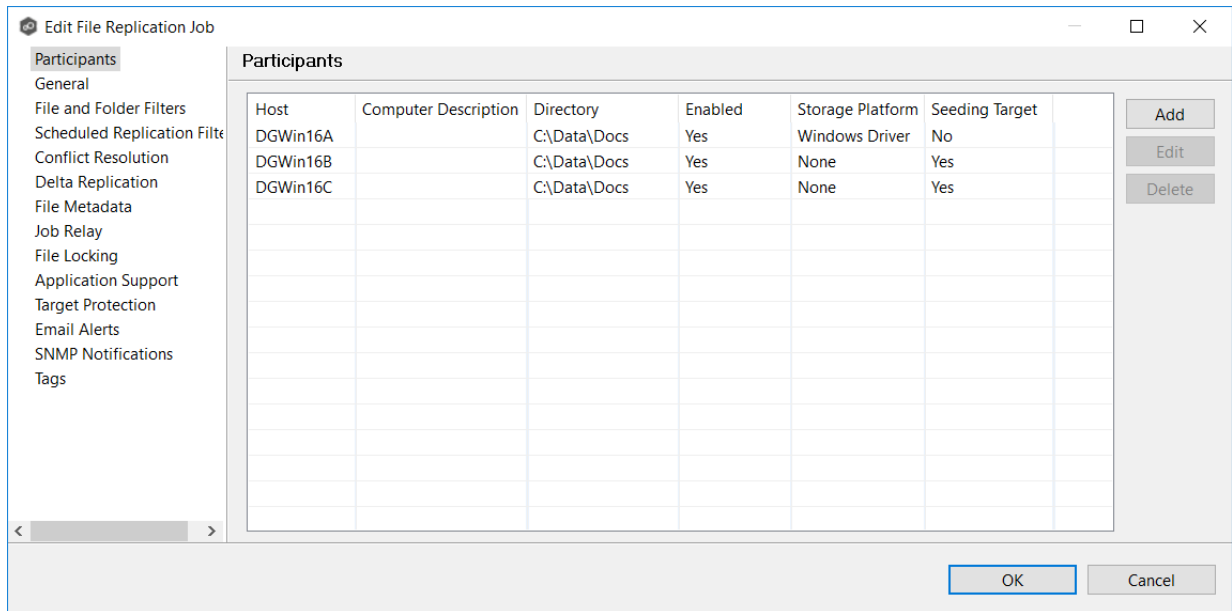 Edit File Replication Job
Participants
General
File and Folder Filters
Scheduled Replication Filte
Conflict Resolution
Delta Replication
File Metadata
Job Relay
File Locking
Application Support
Target Protection
Email Alerts
SNMP Notifications
Tags
Participants
Host Computer Description Directory Enabled Storage Platform Seeding Target
DGWin16A C:\Data\Docs Yes Windows Driver No
DGWin16B C:\Data\Docs Yes None Yes
DGWin16C C:\Data\Docs Yes None Yes
Add
Edit
Delete
OK Cancel